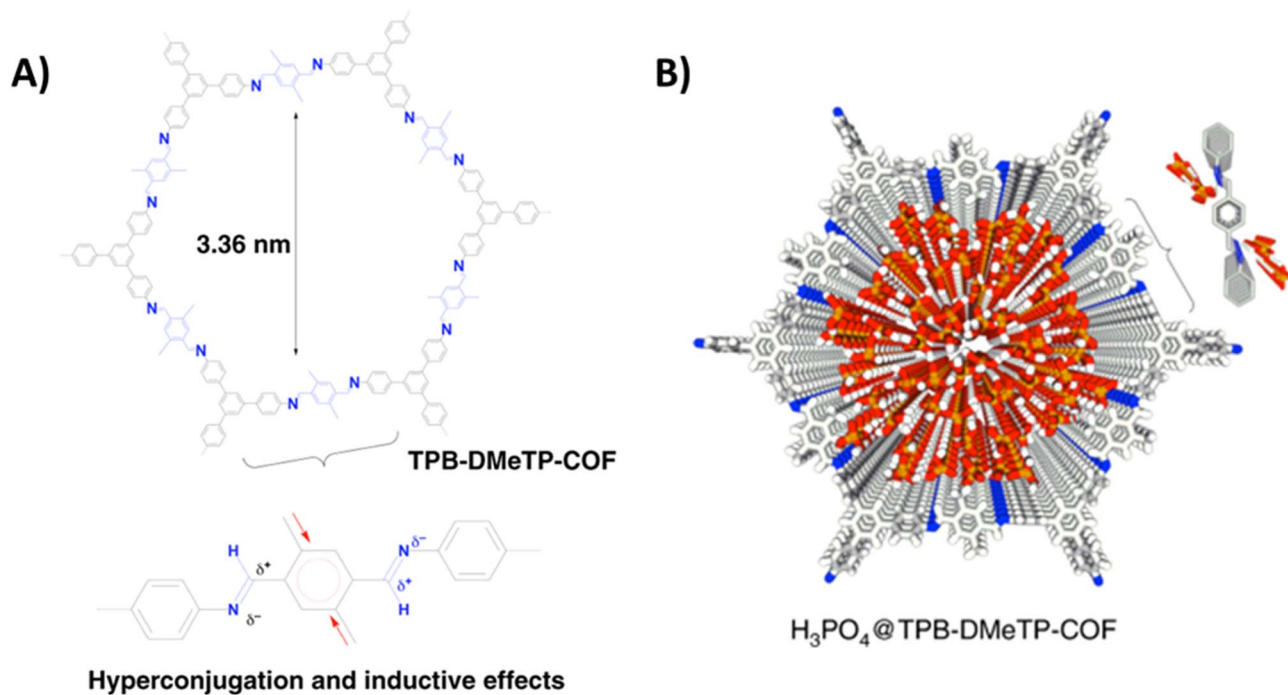 A)
B)
N
N
N
N
N
N
3.36 nm
N
N
N
N
N
N
TPB-DMeTP-COF
H
N
δ⁻
δ⁺
δ⁺
N
H
δ⁻
H₃PO₄@TPB-DMeTP-COF
Hyperconjugation and inductive effects